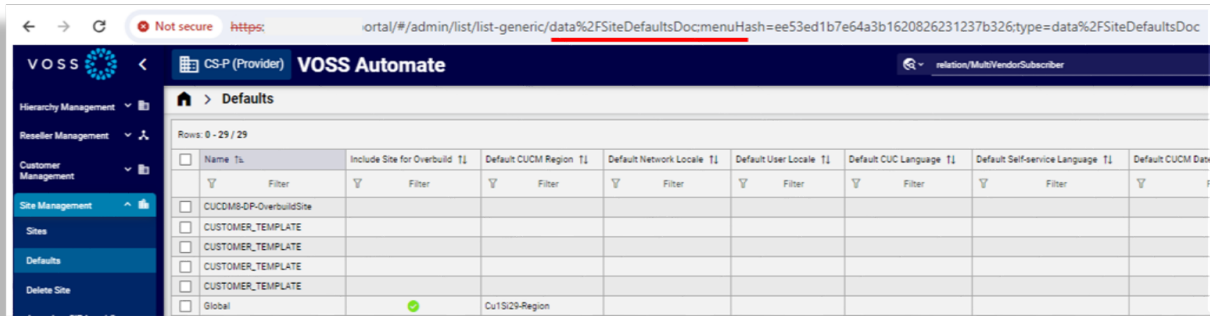 Not secure https: ortal/#/admin/list/list-generic/data%2FSiteDefaultsDoc;menuHash=ee53ed1b7e64a3b1620826231237b326;type=data%2FSiteDefaultsDoc
VOSS CS-P (Provider) VOSS Automate relation/MultiVendorSubscriber
Hierarchy Management
Reseller Management
Customer Management
Site Management
Sites
Defaults
Delete Site
> Defaults
Rows: 0 - 29 / 29
Name Include Site for Overbuild Default CUCM Region Default Network Locale Default User Locale Default CUC Language Default Self-service Language Default CUCM Date
Filter Filter Filter Filter Filter Filter Filter
CUCDM8-DP-OverbuildSite
CUSTOMER_TEMPLATE
CUSTOMER_TEMPLATE
CUSTOMER_TEMPLATE
CUSTOMER_TEMPLATE
Global Cu1Si29-Region